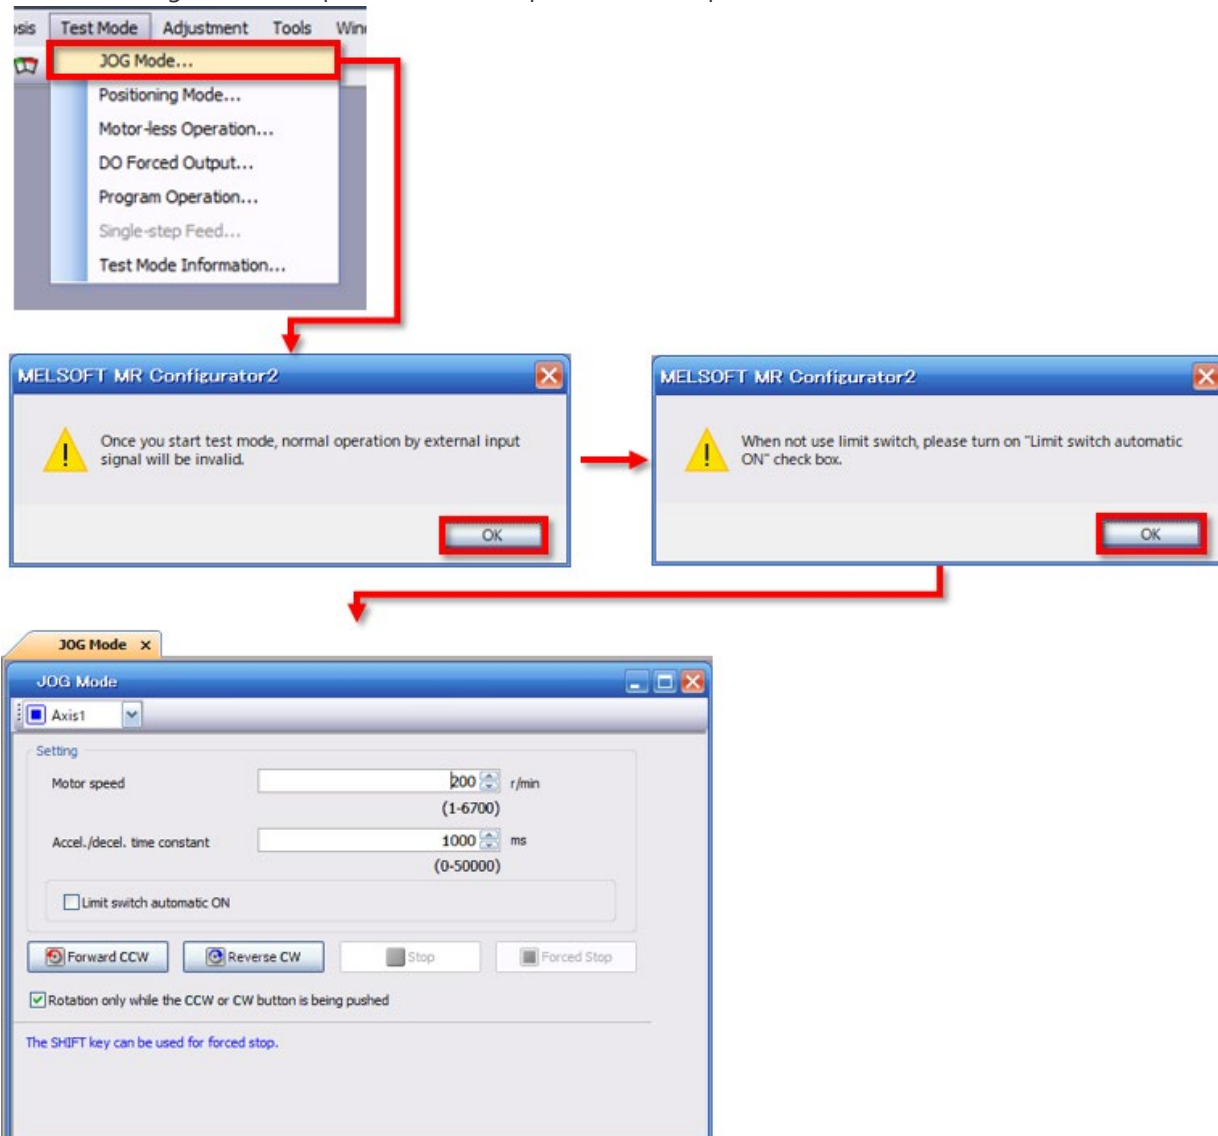 Test Mode Adjustment Tools
JOG Mode...
Positioning Mode...
Motor-less Operation...
DO Forced Output...
Program Operation...
Single-step Feed...
Test Mode Information...
MELSOFT MR Configurator2
Once you start test mode, normal operation by external input
signal will be invalid.
OK
MELSOFT MR Configurator2
When not use limit switch, please turn on "Limit switch automatic
ON" check box.
OK
JOG Mode x
JOG Mode
Axis1
Setting
Motor speed 200 r/min
(1-6700)
Accel./decel. time constant 1000 ms
(0-50000)
Limit switch automatic ON
Forward CCW Reverse CW Stop Forced Stop
Rotation only while the CCW or CW button is being pushed
The SHIFT key can be used for forced stop.